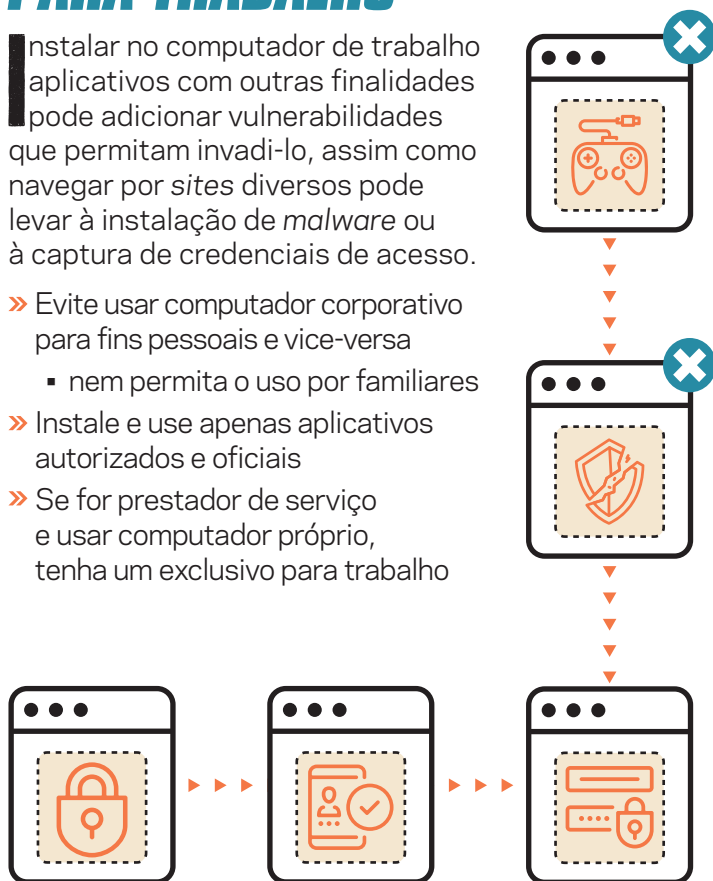 PARA TRABALHO
Instalar no computador de trabalho
aplicativos com outras finalidades
pode adicionar vulnerabilidades
que permitam invadi-lo, assim como
navegar por sites diversos pode
levar à instalação de malware ou
à captura de credenciais de acesso.
» Evite usar computador corporativo
para fins pessoais e vice-versa
▪ nem permita o uso por familiares
» Instale e use apenas aplicativos
autorizados e oficiais
» Se for prestador de serviço
e usar computador próprio,
tenha um exclusivo para trabalho